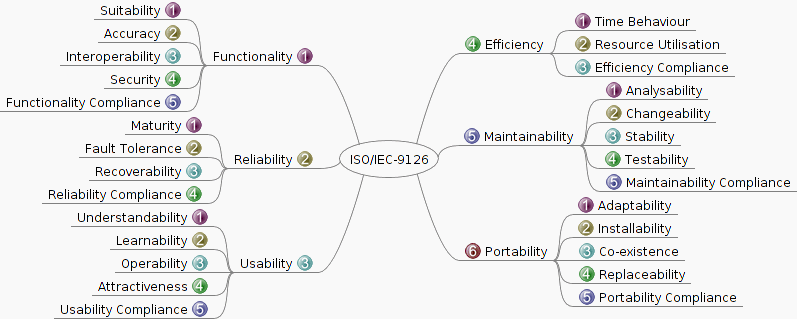 ISO/IEC-9126
Functionality 1
Suitability 1
Accuracy 2
Interoperability 3
Security 4
Functionality Compliance 5
Reliability 2
Maturity 1
Fault Tolerance 2
Recoverability 3
Reliability Compliance 4
Usability 3
Understandability 1
Learnability 2
Operability 3
Attractiveness 4
Usability Compliance 5
4 Efficiency
1 Time Behaviour
2 Resource Utilisation
3 Efficiency Compliance
5 Maintainability
1 Analysability
2 Changeability
3 Stability
4 Testability
5 Maintainability Compliance
6 Portability
1 Adaptability
2 Installability
3 Co-existence
4 Replaceability
5 Portability Compliance